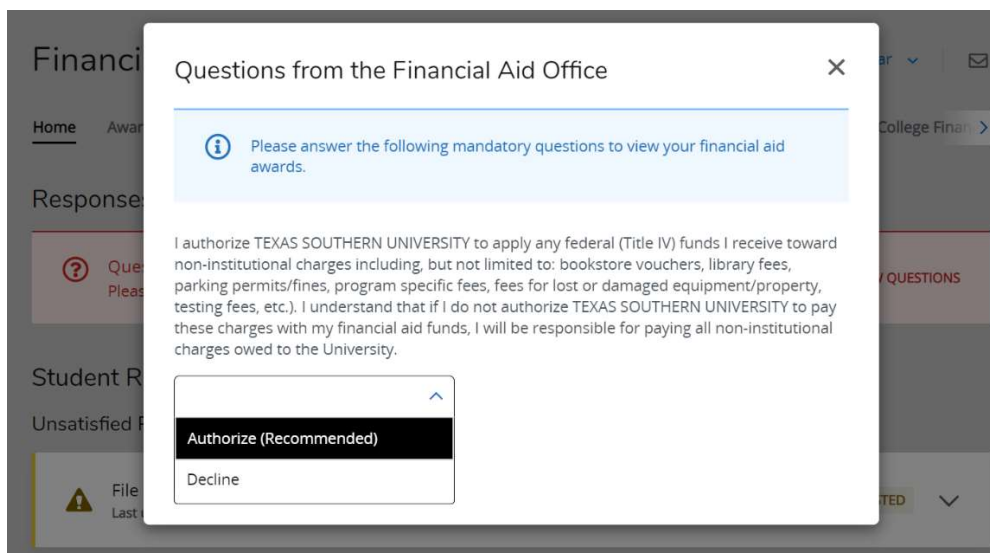 Financi
Questions from the Financial Aid Office
ar
Home Awar
College Finan
Please answer the following mandatory questions to view your financial aid
awards.
Response
I authorize TEXAS SOUTHERN UNIVERSITY to apply any federal (Title IV) funds I receive toward
non-institutional charges including, but not limited to: bookstore vouchers, library fees,
parking permits/fines, program specific fees, fees for lost or damaged equipment/property,
testing fees, etc.). I understand that if I do not authorize TEXAS SOUTHERN UNIVERSITY to pay
these charges with my financial aid funds, I will be responsible for paying all non-institutional
charges owed to the University.
Que
Pleas
QUESTIONS
Student R
Unsatisfied
Authorize (Recommended)
Decline
File
Last
TED